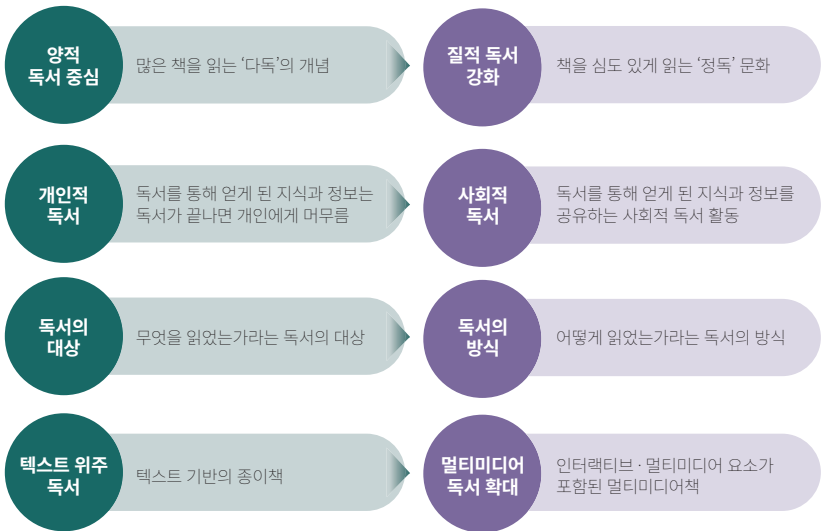 양적
독서 중심
많은 책을 읽는 ‘다독’의 개념
질적 독서
강화
책을 심도 있게 읽는 ‘정독’ 문화
개인적
독서
독서를 통해 얻게 된 지식과 정보는
독서가 끝나면 개인에게 머무름
사회적
독서
독서를 통해 얻게 된 지식과 정보를
공유하는 사회적 독서 활동
독서의
대상
무엇을 읽었는가라는 독서의 대상
독서의
방식
어떻게 읽었는가라는 독서의 방식
텍스트 위주
독서
텍스트 기반의 종이책
멀티미디어
독서 확대
인터랙티브 · 멀티미디어 요소가
포함된 멀티미디어책